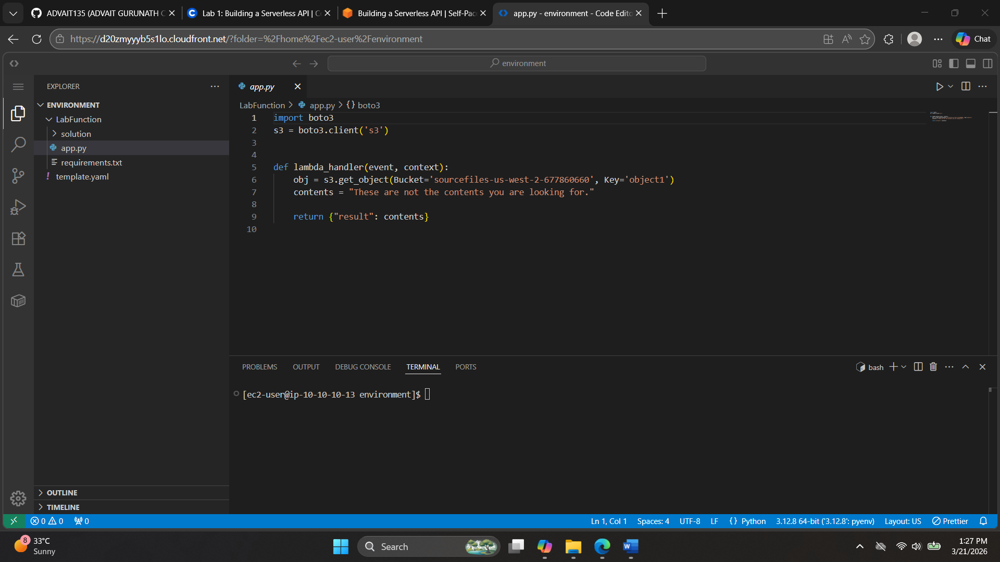 ADVAIT135 (ADVAIT GURUNATH C
Lab 1: Building a Serverless API | C
Building a Serverless API | Self-Pac
app.py - environment - Code Edito
https://d20zmyyyb5s1lo.cloudfront.net/?folder=%2Fhome%2Fec2-user%2Fenvironment
Chat
environment
EXPLORER
ENVIRONMENT
LabFunction
solution
app.py
requirements.txt
template.yaml
OUTLINE
TIMELINE
app.py
LabFunction > app.py > {} boto3
1 import boto3
2 s3 = boto3.client('s3')
3
4
5 def lambda_handler(event, context):
6 obj = s3.get_object(Bucket='sourcefiles-us-west-2-677860660', Key='object1')
7 contents = "These are not the contents you are looking for."
8
9 return {"result": contents}
10
PROBLEMS OUTPUT DEBUG CONSOLE TERMINAL PORTS
bash
[ec2-user@ip-10-10-10-13 environment]$
0 0 0
Ln 1, Col 1 Spaces: 4 UTF-8 LF {} Python 3.12.8 64-bit ('3.12.8': pyenv) Layout: US Prettier
8
33°C
Sunny
Search
1:27 PM
3/21/2026